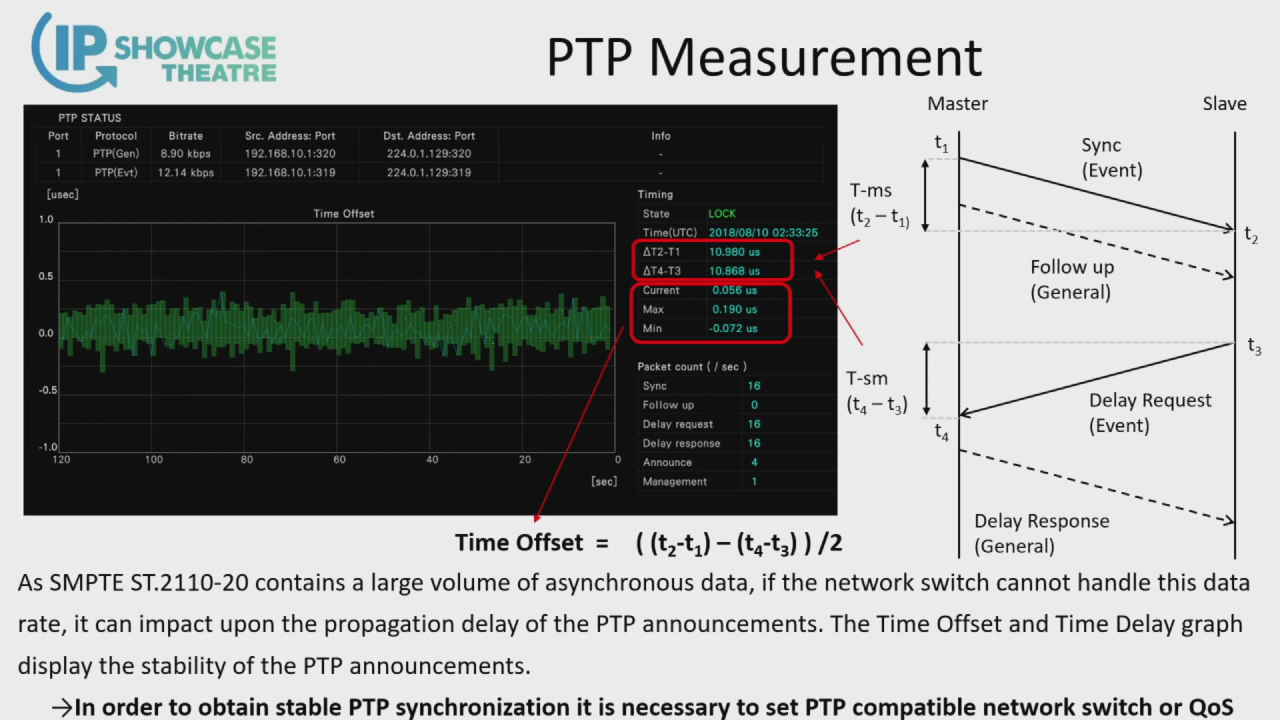 IP SHOWCASE
THEATRE
PTP Measurement
PTP STATUS
Port Protocol Bitrate Src. Address: Port Dst. Address: Port Info
1 PTP(Gen) 8.90 kbps 192.168.10.1:320 224.0.1.129:320 -
1 PTP(Evt) 12.14 kbps 192.168.10.1:319 224.0.1.129:319 -
[usec]
Time Offset
1.0
0.5
0.0
-0.5
-1.0
120 100 80 60 40 20 0
[sec]
Timing
State LOCK
Time(UTC) 2018/08/10 02:33:25
ΔT2-T1 10.980 us
ΔT4-T3 10.868 us
Current 0.056 us
Max 0.190 us
Min -0.072 us
Packet count ( / sec )
Sync 16
Follow up 0
Delay request 16
Delay response 16
Announce 4
Management 1
Master Slave
t1
Sync
(Event)
T-ms
(t2 – t1)
t2
Follow up
(General)
t3
T-sm
(t4 – t3)
Delay Request
(Event)
t4
Delay Response
(General)
Time Offset = ( (t2-t1) – (t4-t3) ) /2
As SMPTE ST.2110-20 contains a large volume of asynchronous data, if the network switch cannot handle this data
rate, it can impact upon the propagation delay of the PTP announcements. The Time Offset and Time Delay graph
display the stability of the PTP announcements.
→In order to obtain stable PTP synchronization it is necessary to set PTP compatible network switch or QoS